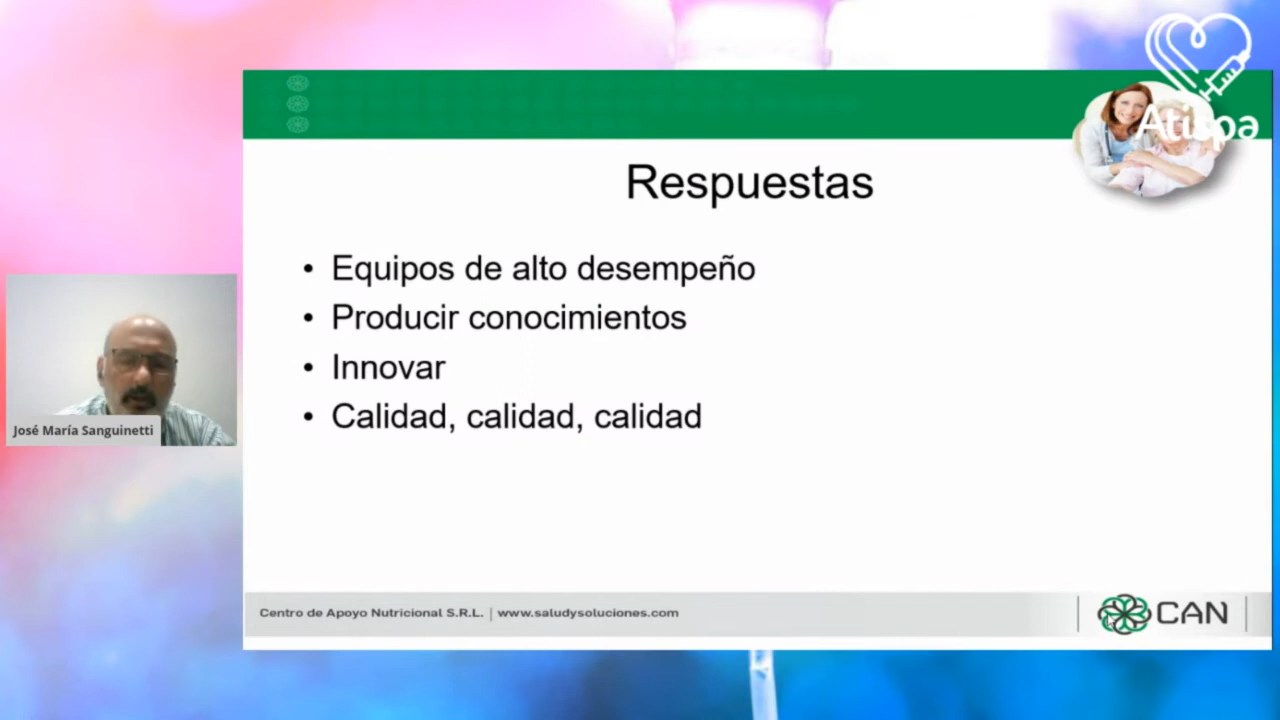 Atispa
Respuestas
• Equipos de alto desempeño
• Producir conocimientos
• Innovar
• Calidad, calidad, calidad
José María Sanguinetti
Centro de Apoyo Nutricional S.R.L. | www.saludysoluciones.com
CAN